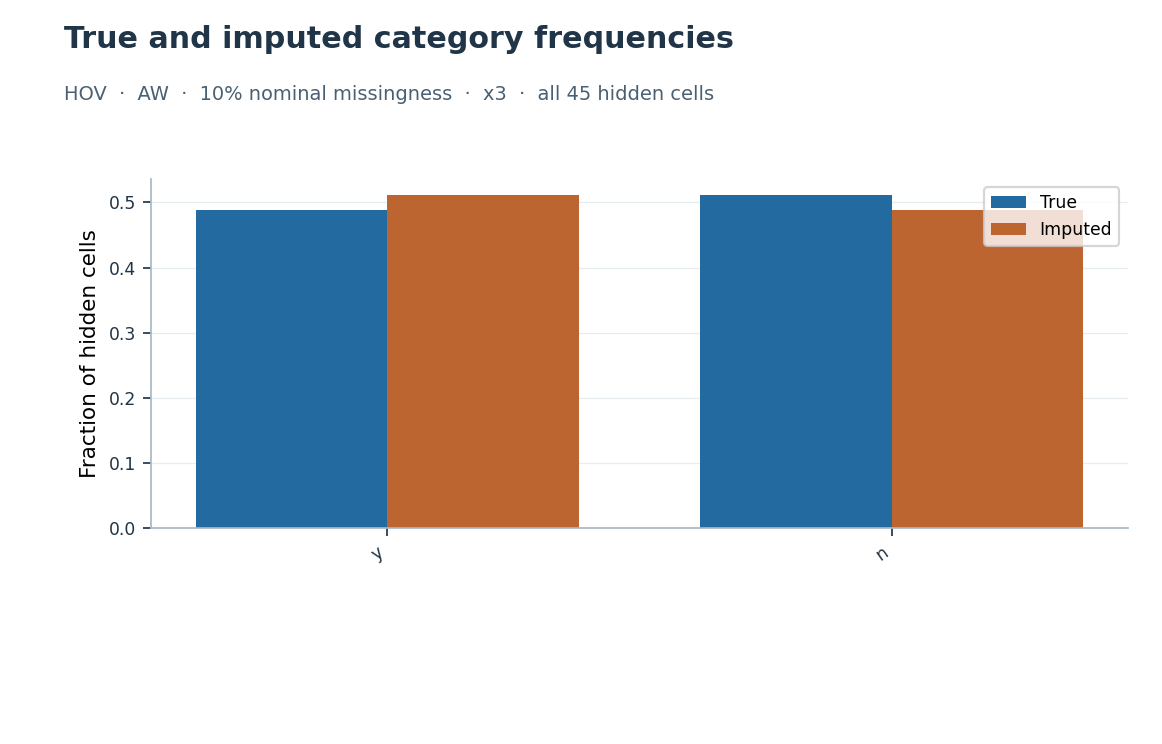 True and imputed category frequencies
HOV · AW · 10% nominal missingness · x3 · all 45 hidden cells
True
Imputed
Fraction of hidden cells
0.5
0.4
0.3
0.2
0.1
0.0
y
n